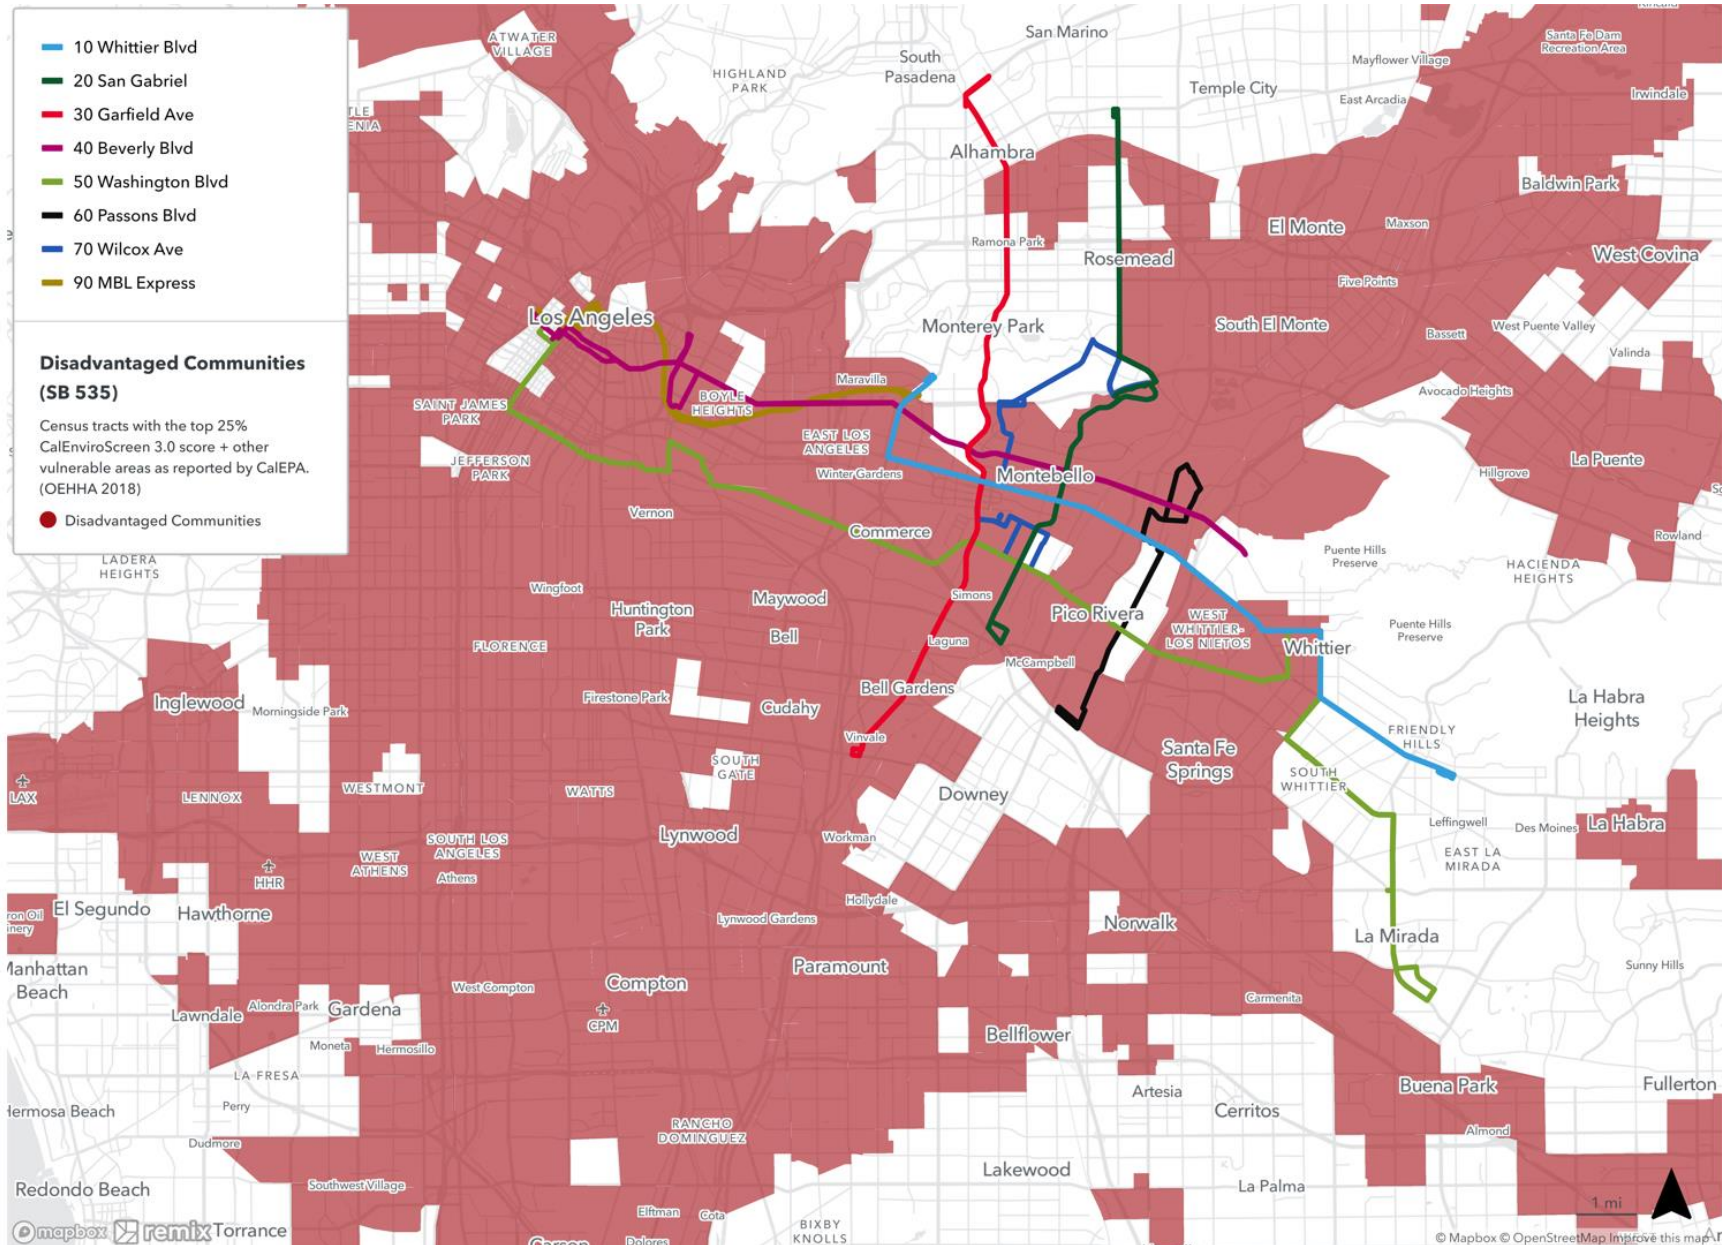 10 Whittier Blvd
20 San Gabriel
30 Garfield Ave
40 Beverly Blvd
50 Washington Blvd
60 Passons Blvd
70 Wilcox Ave
90 MBL Express
Disadvantaged Communities
(SB 535)
Census tracts with the top 25%
CalEnviroScreen 3.0 score + other
vulnerable areas as reported by CalEPA.
(OEHHA 2018)
Disadvantaged Communities
ATWATER
VILLAGE
HIGHLAND
PARK
South
Pasadena
San Marino
Temple City
Mayflower Village
East Arcadia
Santa Fe Dam
Recreation Area
Irwindale
Alhambra
Baldwin Park
Ramona Park
Rosemead
El Monte
Maxson
West Covina
Five Points
Los Angeles
Monterey Park
South El Monte
Bassett
West Puente Valley
Valinda
Maravilla
Avocado Heights
SAINT JAMES
PARK
BOYLE
HEIGHTS
EAST LOS
ANGELES
JEFFERSON
PARK
Winter Gardens
Montebello
Hillgrove
La Puente
Vernon
Commerce
Rowland
LADERA
HEIGHTS
Puente Hills
Preserve
HACIENDA
HEIGHTS
Wingfoot
Huntington
Park
Maywood
Simons
Pico Rivera
WEST
WHITTIER-
LOS NIETOS
Puente Hills
Preserve
Bell
FLORENCE
Laguna
McCampbell
Whittier
Inglewood
Morningside Park
Firestone Park
Cudahy
Bell Gardens
La Habra
Heights
Vinvale
FRIENDLY
HILLS
Santa Fe
Springs
SOUTH
GATE
LAX
LENNOX
WESTMONT
WATTS
Downey
SOUTH
WHITTIER
Lynwood
Workman
Leffingwell
Des Moines
La Habra
SOUTH LOS
ANGELES
WEST
ATHENS
Athens
EAST LA
MIRADA
HHR
Hollydale
El Segundo
Hawthorne
Lynwood Gardens
Norwalk
La Mirada
Manhattan
Beach
Paramount
Sunny Hills
West Compton
Compton
Carmenita
Lawndale
Alondra Park
Gardena
CPM
Bellflower
Moneta
Hermosillo
LA FRESA
Artesia
Buena Park
Fullerton
Hermosa Beach
Perry
Cerritos
RANCHO
DOMINGUEZ
Almond
Dudmore
Lakewood
Southwest Village
La Palma
Redondo Beach
1 mi
Elftman
Cota
BIXBY
KNOLLS
mapbox
remix
Torrance
Carson
Dolores
© Mapbox © OpenStreetMap Improve this map